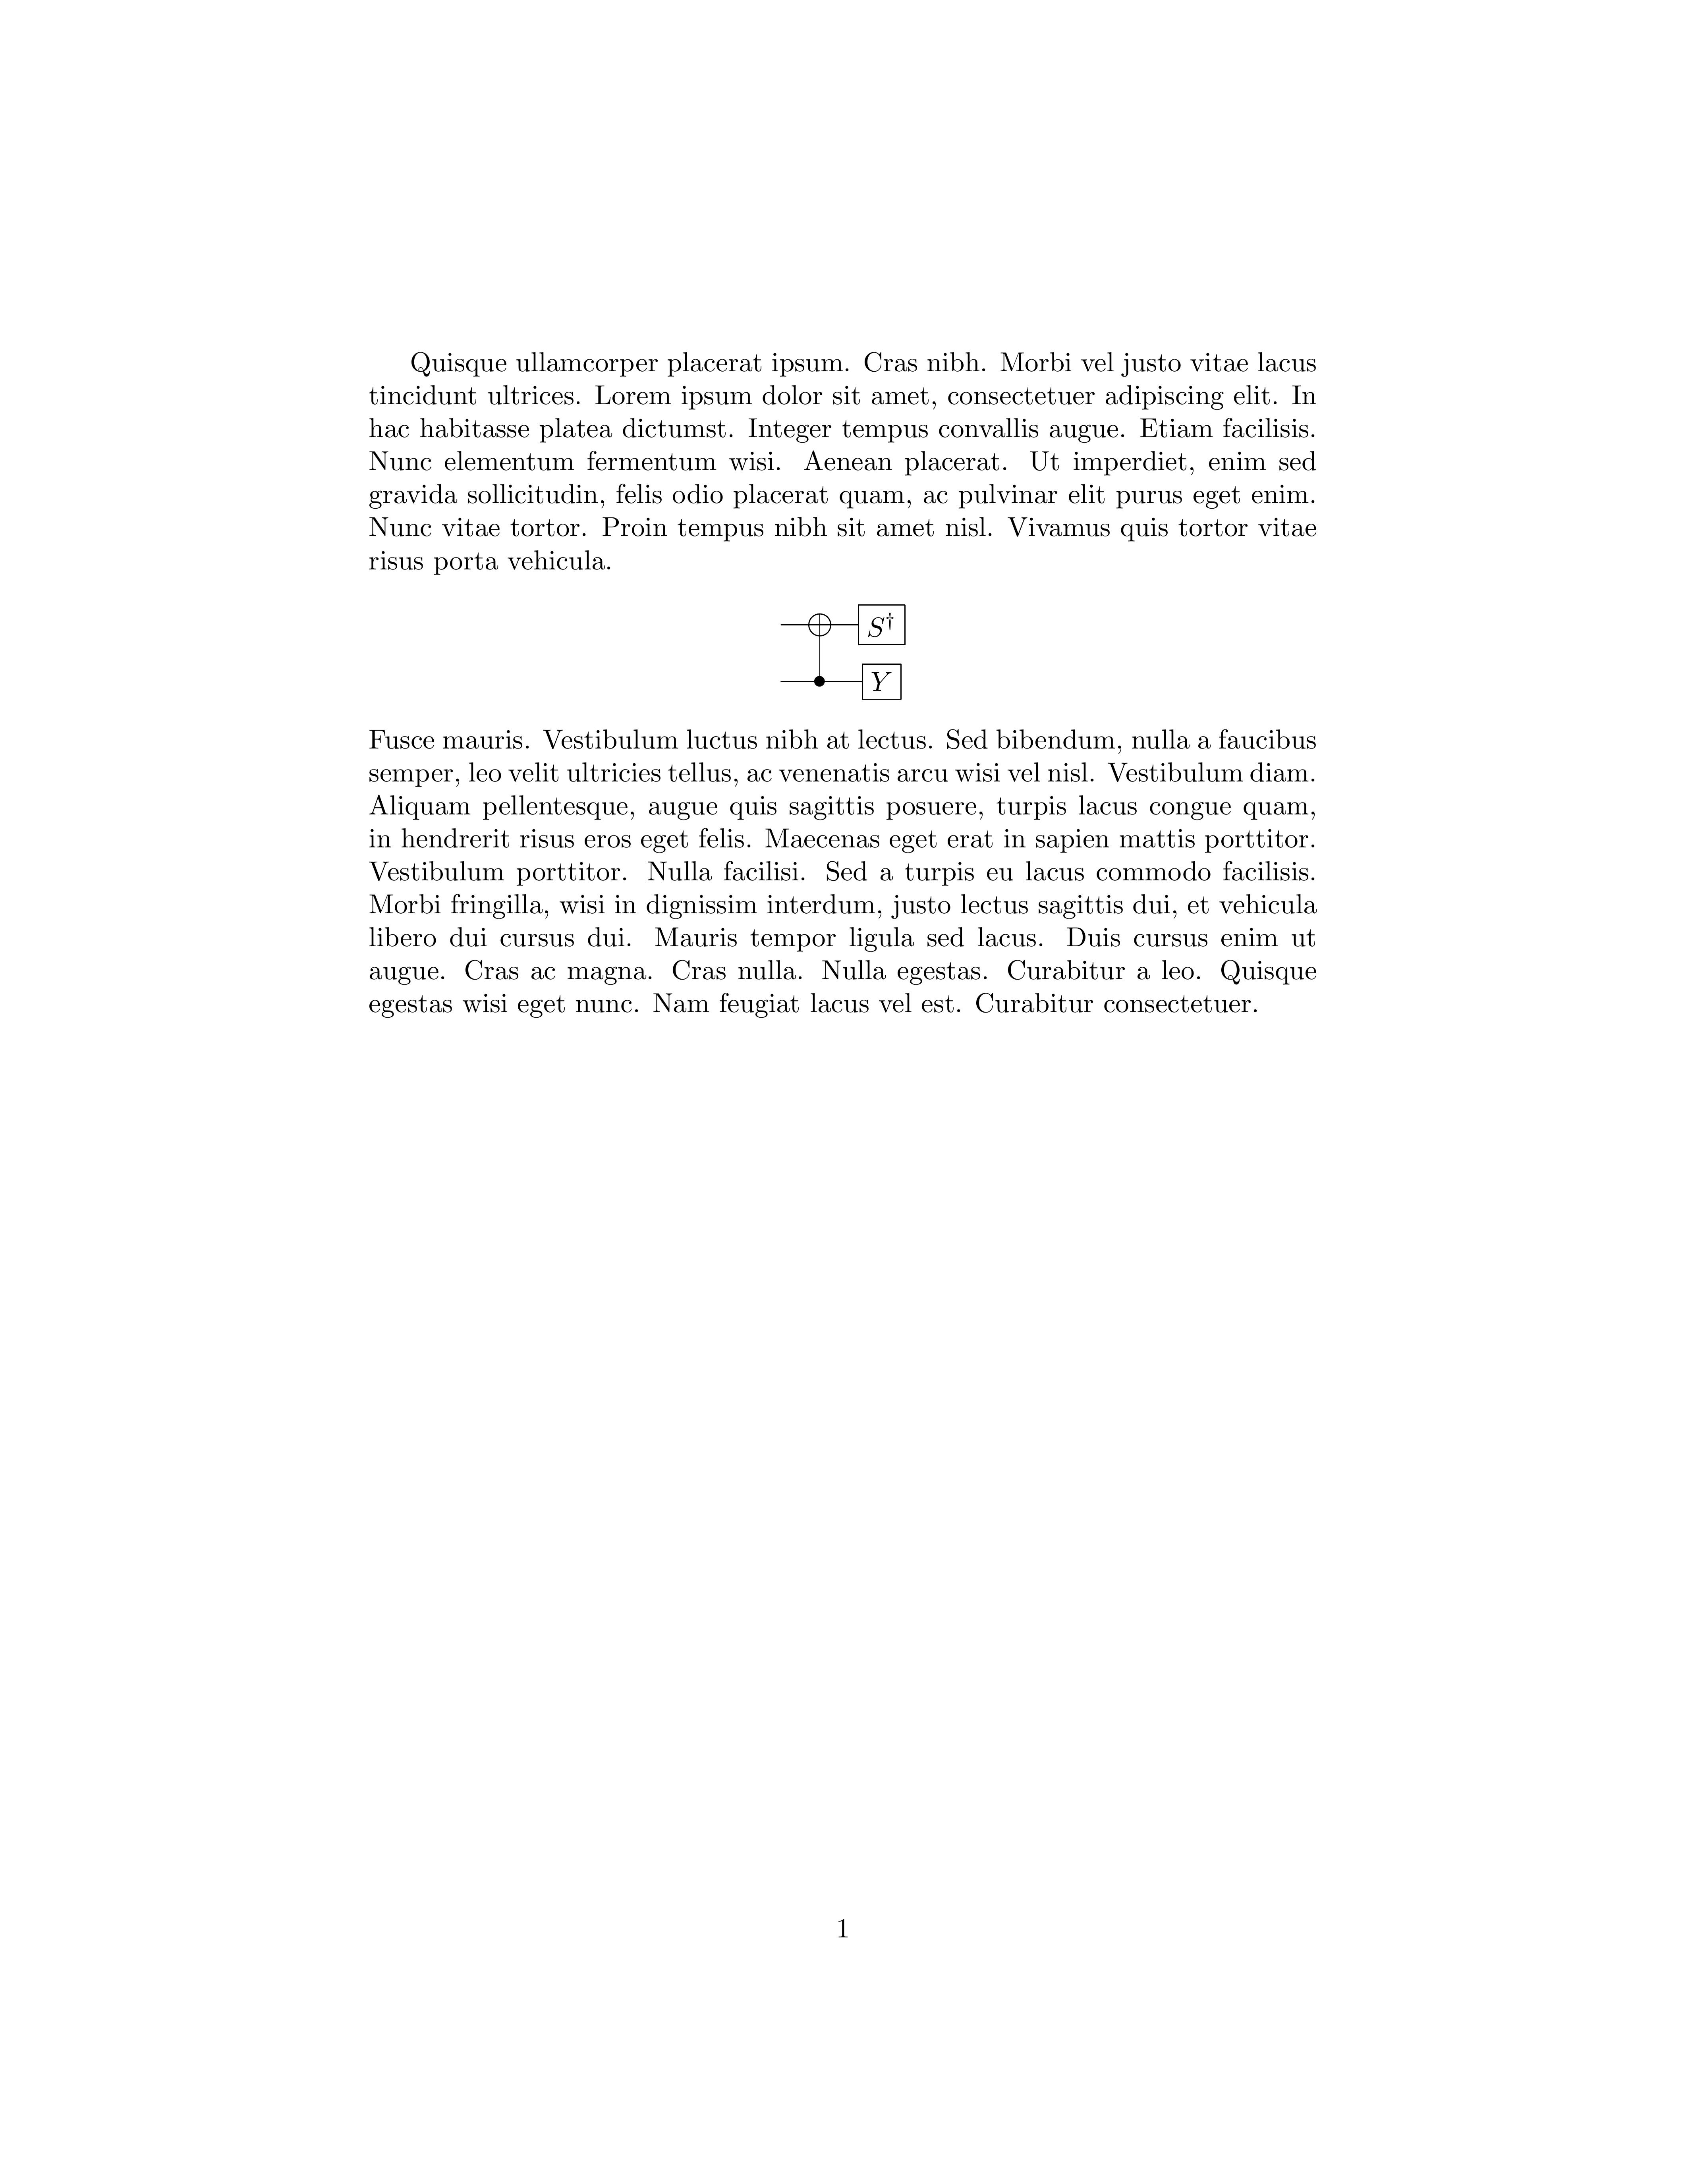 Quisque ullamcorper placerat ipsum. Cras nibh. Morbi vel justo vitae lacus
tincidunt ultrices. Lorem ipsum dolor sit amet, consectetuer adipiscing elit. In
hac habitasse platea dictumst. Integer tempus convallis augue. Etiam facilisis.
Nunc elementum fermentum wisi. Aenean placerat. Ut imperdiet, enim sed
gravida sollicitudin, felis odio placerat quam, ac pulvinar elit purus eget enim.
Nunc vitae tortor. Proin tempus nibh sit amet nisl. Vivamus quis tortor vitae
risus porta vehicula.
S†
Y
Fusce mauris. Vestibulum luctus nibh at lectus. Sed bibendum, nulla a faucibus
semper, leo velit ultricies tellus, ac venenatis arcu wisi vel nisl. Vestibulum diam.
Aliquam pellentesque, augue quis sagittis posuere, turpis lacus congue quam,
in hendrerit risus eros eget felis. Maecenas eget erat in sapien mattis porttitor.
Vestibulum porttitor. Nulla facilisi. Sed a turpis eu lacus commodo facilisis.
Morbi fringilla, wisi in dignissim interdum, justo lectus sagittis dui, et vehicula
libero dui cursus dui. Mauris tempor ligula sed lacus. Duis cursus enim ut
augue. Cras ac magna. Cras nulla. Nulla egestas. Curabitur a leo. Quisque
egestas wisi eget nunc. Nam feugiat lacus vel est. Curabitur consectetuer.
1